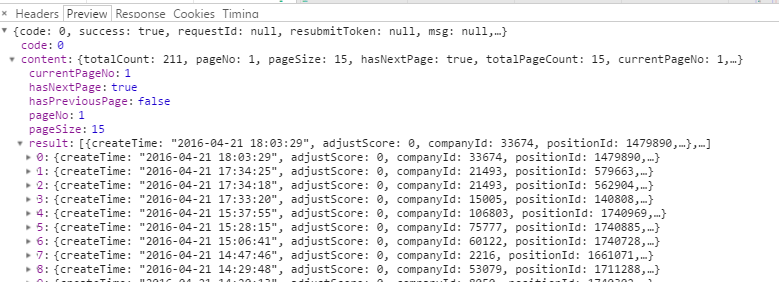 Headers Preview Response Cookies Timing
{code: 0, success: true, requestId: null, resubmitToken: null, msg: null,…}
code: 0
content: {totalCount: 211, pageNo: 1, pageSize: 15, hasNextPage: true, totalPageCount: 15, currentPageNo: 1,…}
currentPageNo: 1
hasNextPage: true
hasPreviousPage: false
pageNo: 1
pageSize: 15
result: [{createTime: "2016-04-21 18:03:29", adjustScore: 0, companyId: 33674, positionId: 1479890,…},…]
0: {createTime: "2016-04-21 18:03:29", adjustScore: 0, companyId: 33674, positionId: 1479890,…}
1: {createTime: "2016-04-21 17:34:25", adjustScore: 0, companyId: 21493, positionId: 579663,…}
2: {createTime: "2016-04-21 17:34:18", adjustScore: 0, companyId: 21493, positionId: 562904,…}
3: {createTime: "2016-04-21 17:33:20", adjustScore: 0, companyId: 15005, positionId: 140808,…}
4: {createTime: "2016-04-21 15:37:55", adjustScore: 0, companyId: 106803, positionId: 1740969,…}
5: {createTime: "2016-04-21 15:28:15", adjustScore: 0, companyId: 75777, positionId: 1740885,…}
6: {createTime: "2016-04-21 15:06:41", adjustScore: 0, companyId: 60122, positionId: 1740728,…}
7: {createTime: "2016-04-21 14:47:46", adjustScore: 0, companyId: 2216, positionId: 1661071,…}
8: {createTime: "2016-04-21 14:29:48", adjustScore: 0, companyId: 53079, positionId: 1711288,…}